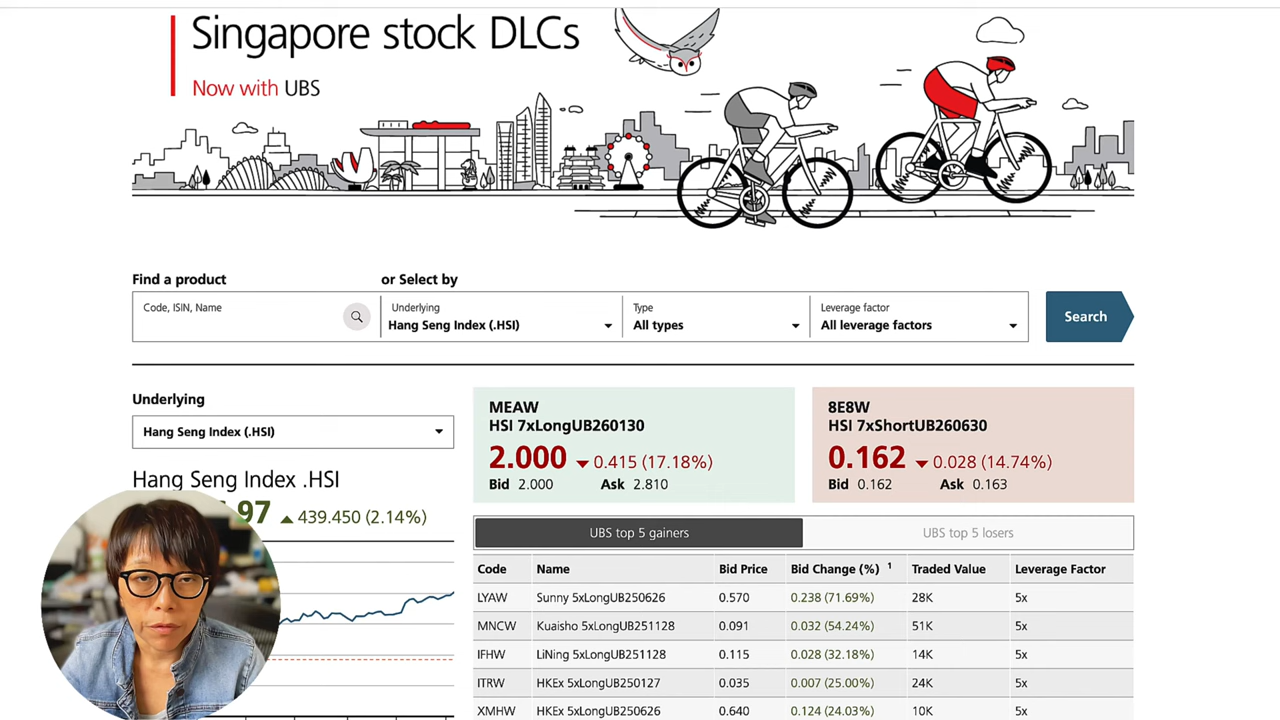 Singapore stock DLCs
Now with UBS
Find a product
or Select by
Code, ISIN, Name
Underlying
Hang Seng Index (.HSI)
Type
All types
Leverage factor
All leverage factors
Search
Underlying
Hang Seng Index (.HSI)
Hang Seng Index .HSI
97 439.450 (2.14%)
MEAW
HSI 7xLongUB260130
2.000 0.415 (17.18%)
Bid 2.000 Ask 2.810
8E8W
HSI 7xShortUB260630
0.162 0.028 (14.74%)
Bid 0.162 Ask 0.163
UBS top 5 gainers UBS top 5 losers
Code Name Bid Price Bid Change (%) 1 Traded Value Leverage Factor
LYAW Sunny 5xLongUB250626 0.570 0.238 (71.69%) 28K 5x
MNCW Kuaisho 5xLongUB251128 0.091 0.032 (54.24%) 51K 5x
IFHW LiNing 5xLongUB251128 0.115 0.028 (32.18%) 14K 5x
ITRW HKEx 5xLongUB250127 0.035 0.007 (25.00%) 24K 5x
XMHW HKEx 5xLongUB250626 0.640 0.124 (24.03%) 10K 5x